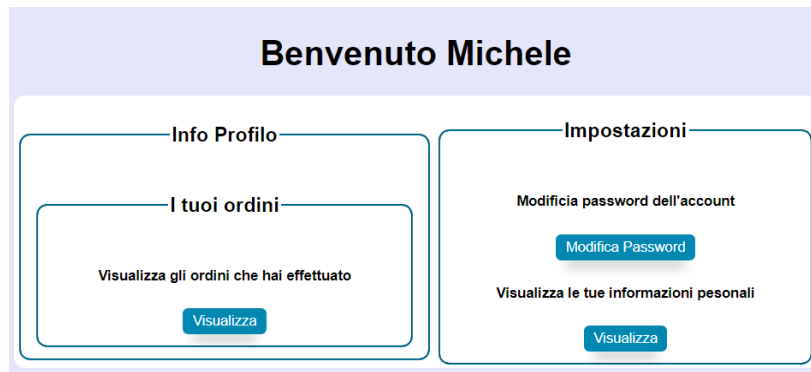 Benvenuto Michele
Info Profilo
I tuoi ordini
Visualizza gli ordini che hai effettuato
Visualizza
Impostazioni
Modificia password dell'account
Modifica Password
Visualizza le tue informazioni pesonali
Visualizza